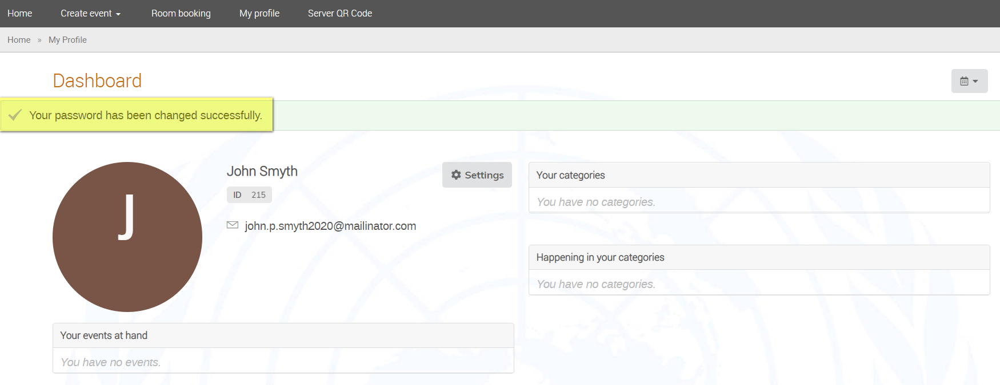 Home Create event Room booking My profile Server QR Code
Home » My Profile
Dashboard
Your password has been changed successfully.
J
John Smyth
ID 215
john.p.smyth2020@mailinator.com
Settings
Your categories
You have no categories.
Happening in your categories
You have no categories.
Your events at hand
You have no events.